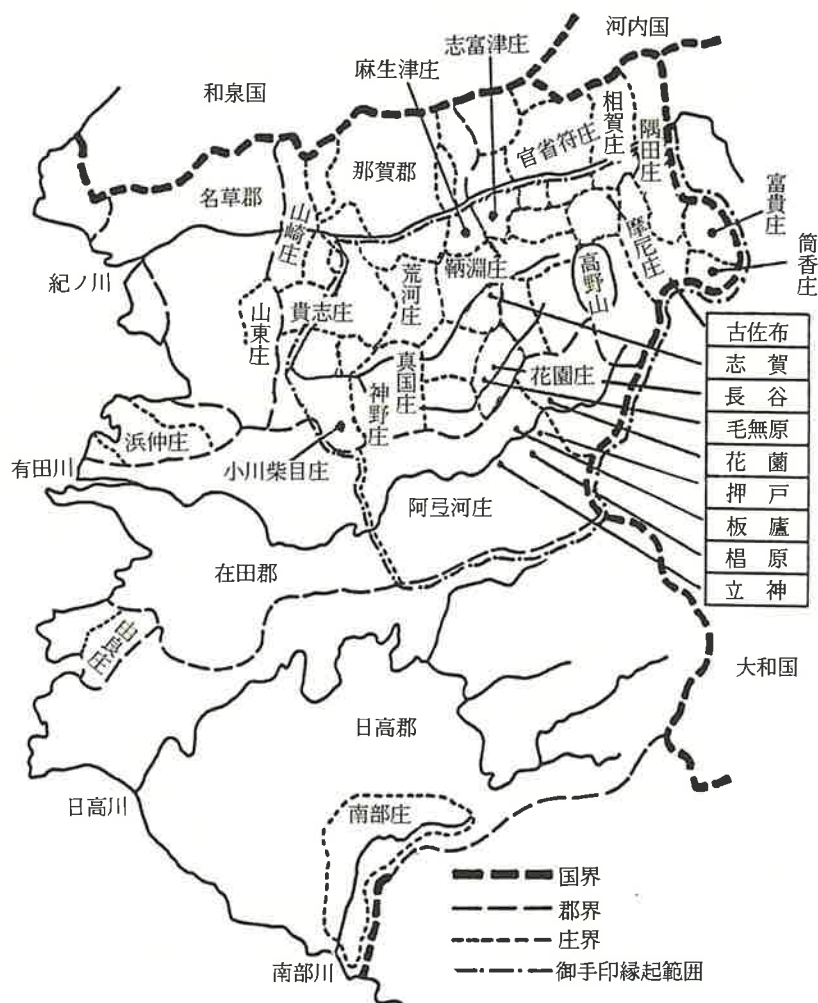 河内国
志富津庄
麻生津庄
和泉国
相賀庄
隅田庄
官省符庄
那賀郡
名草郡
富貴庄
山崎庄
摩尼庄
筒香庄
鞆淵庄
荒河庄
高野山
紀ノ川
貴志庄
山東庄
古佐布
志賀
長谷
毛無原
花薗
押戸
板廬
椙原
立神
真国庄
花園庄
神野庄
浜仲庄
小川柴目庄
有田川
阿弖河庄
在田郡
由良庄
大和国
日高郡
日高川
南部庄
南部川
国界
郡界
庄界
御手印縁起範囲